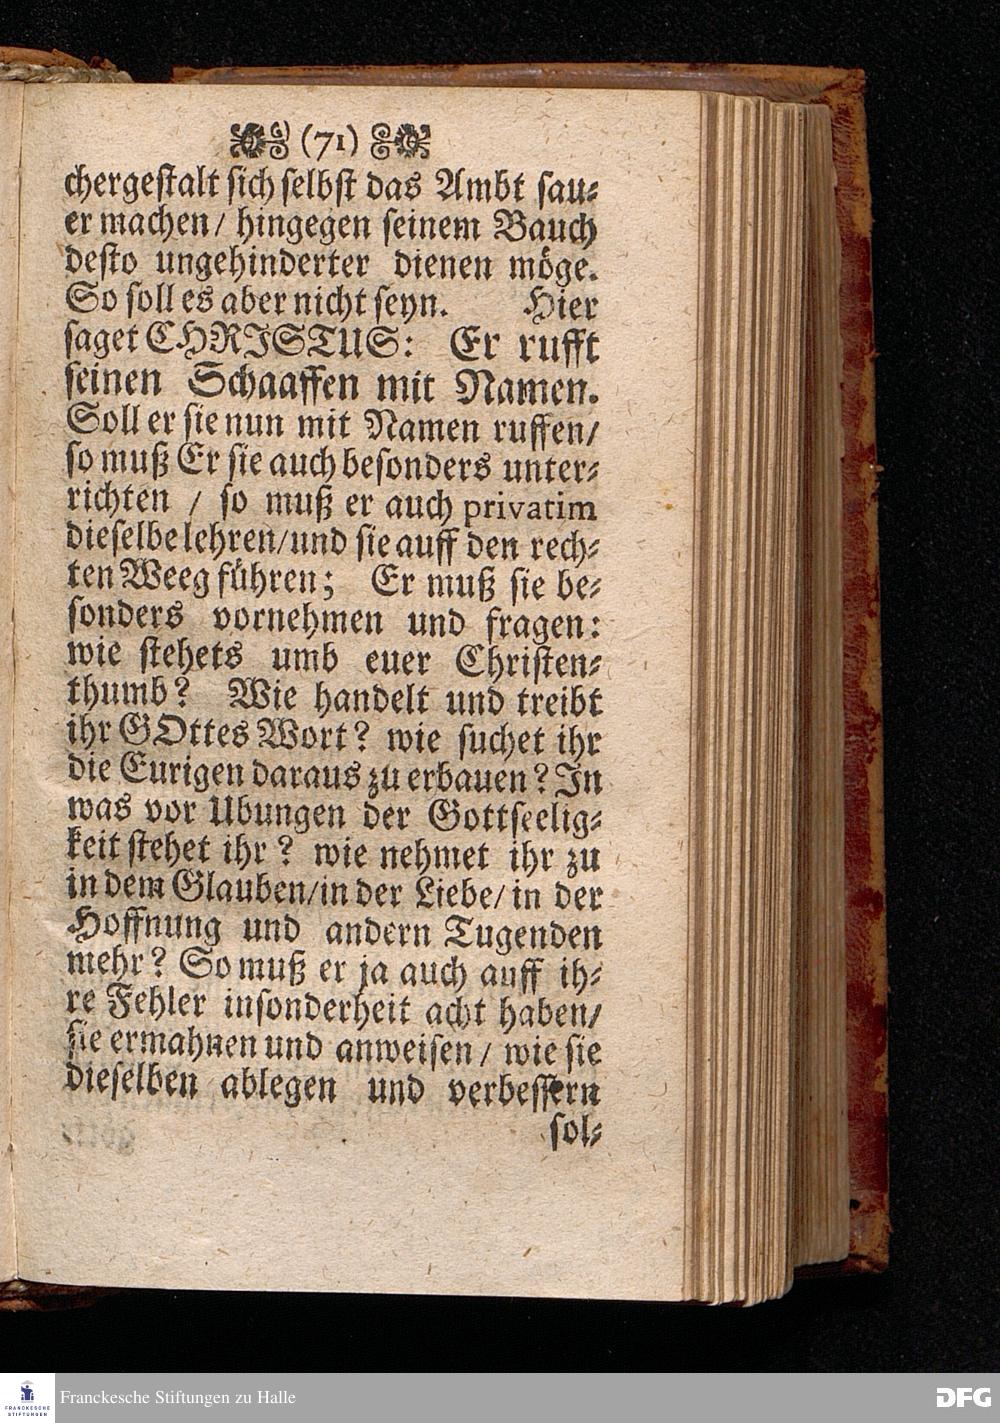 (71)
chergestalt sich selbst das Ambt sau-
er machen/ hingegen seinem Bauch
desto ungehinderter dienen möge.
So soll es aber nicht seyn. Hier
saget CHRISTUS: Er rufft
seinen Schaaffen mit Namen.
Soll er sie nun mit Namen ruffen/
so muß Er sie auch besonders unter-
richten / so muß er auch privatim
dieselbe lehren/und sie auff den rech-
ten Weeg führen; Er muß sie be-
sonders vornehmen und fragen:
wie stehets umb euer Christen-
thumb? Wie handelt und treibt
ihr GOttes Wort? wie suchet ihr
die Eurigen daraus zu erbauen? In
was vor Ubungen der Gottseelig-
keit stehet ihr? wie nehmet ihr zu
in dem Glauben/in der Liebe/ in der
Hoffnung und andern Tugenden
mehr? So muß er ja auch auff ih-
re Fehler insonderheit acht haben/
sie ermahnen und anweisen / wie sie
dieselben ablegen und verbessern
sol-
FRANCKESCHE
STIFTUNGEN
Franckesche Stiftungen zu Halle
DFG